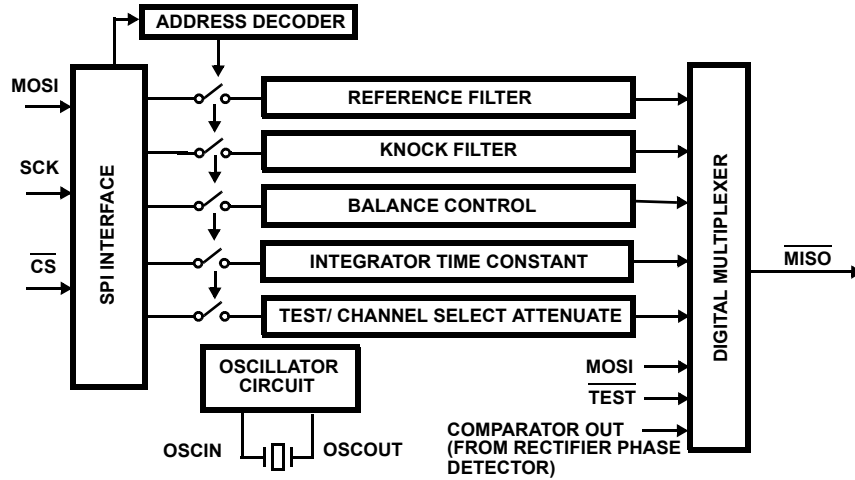 ADDRESS DECODER
MOSI
SCK
CS
SPI INTERFACE
REFERENCE FILTER
KNOCK FILTER
BALANCE CONTROL
INTEGRATOR TIME CONSTANT
TEST/ CHANNEL SELECT ATTENUATE
OSCILLATOR
CIRCUIT
OSCIN
OSCOUT
MOSI
TEST
COMPARATOR OUT
(FROM RECTIFIER PHASE
DETECTOR)
DIGITAL MULTIPLEXER
MISO